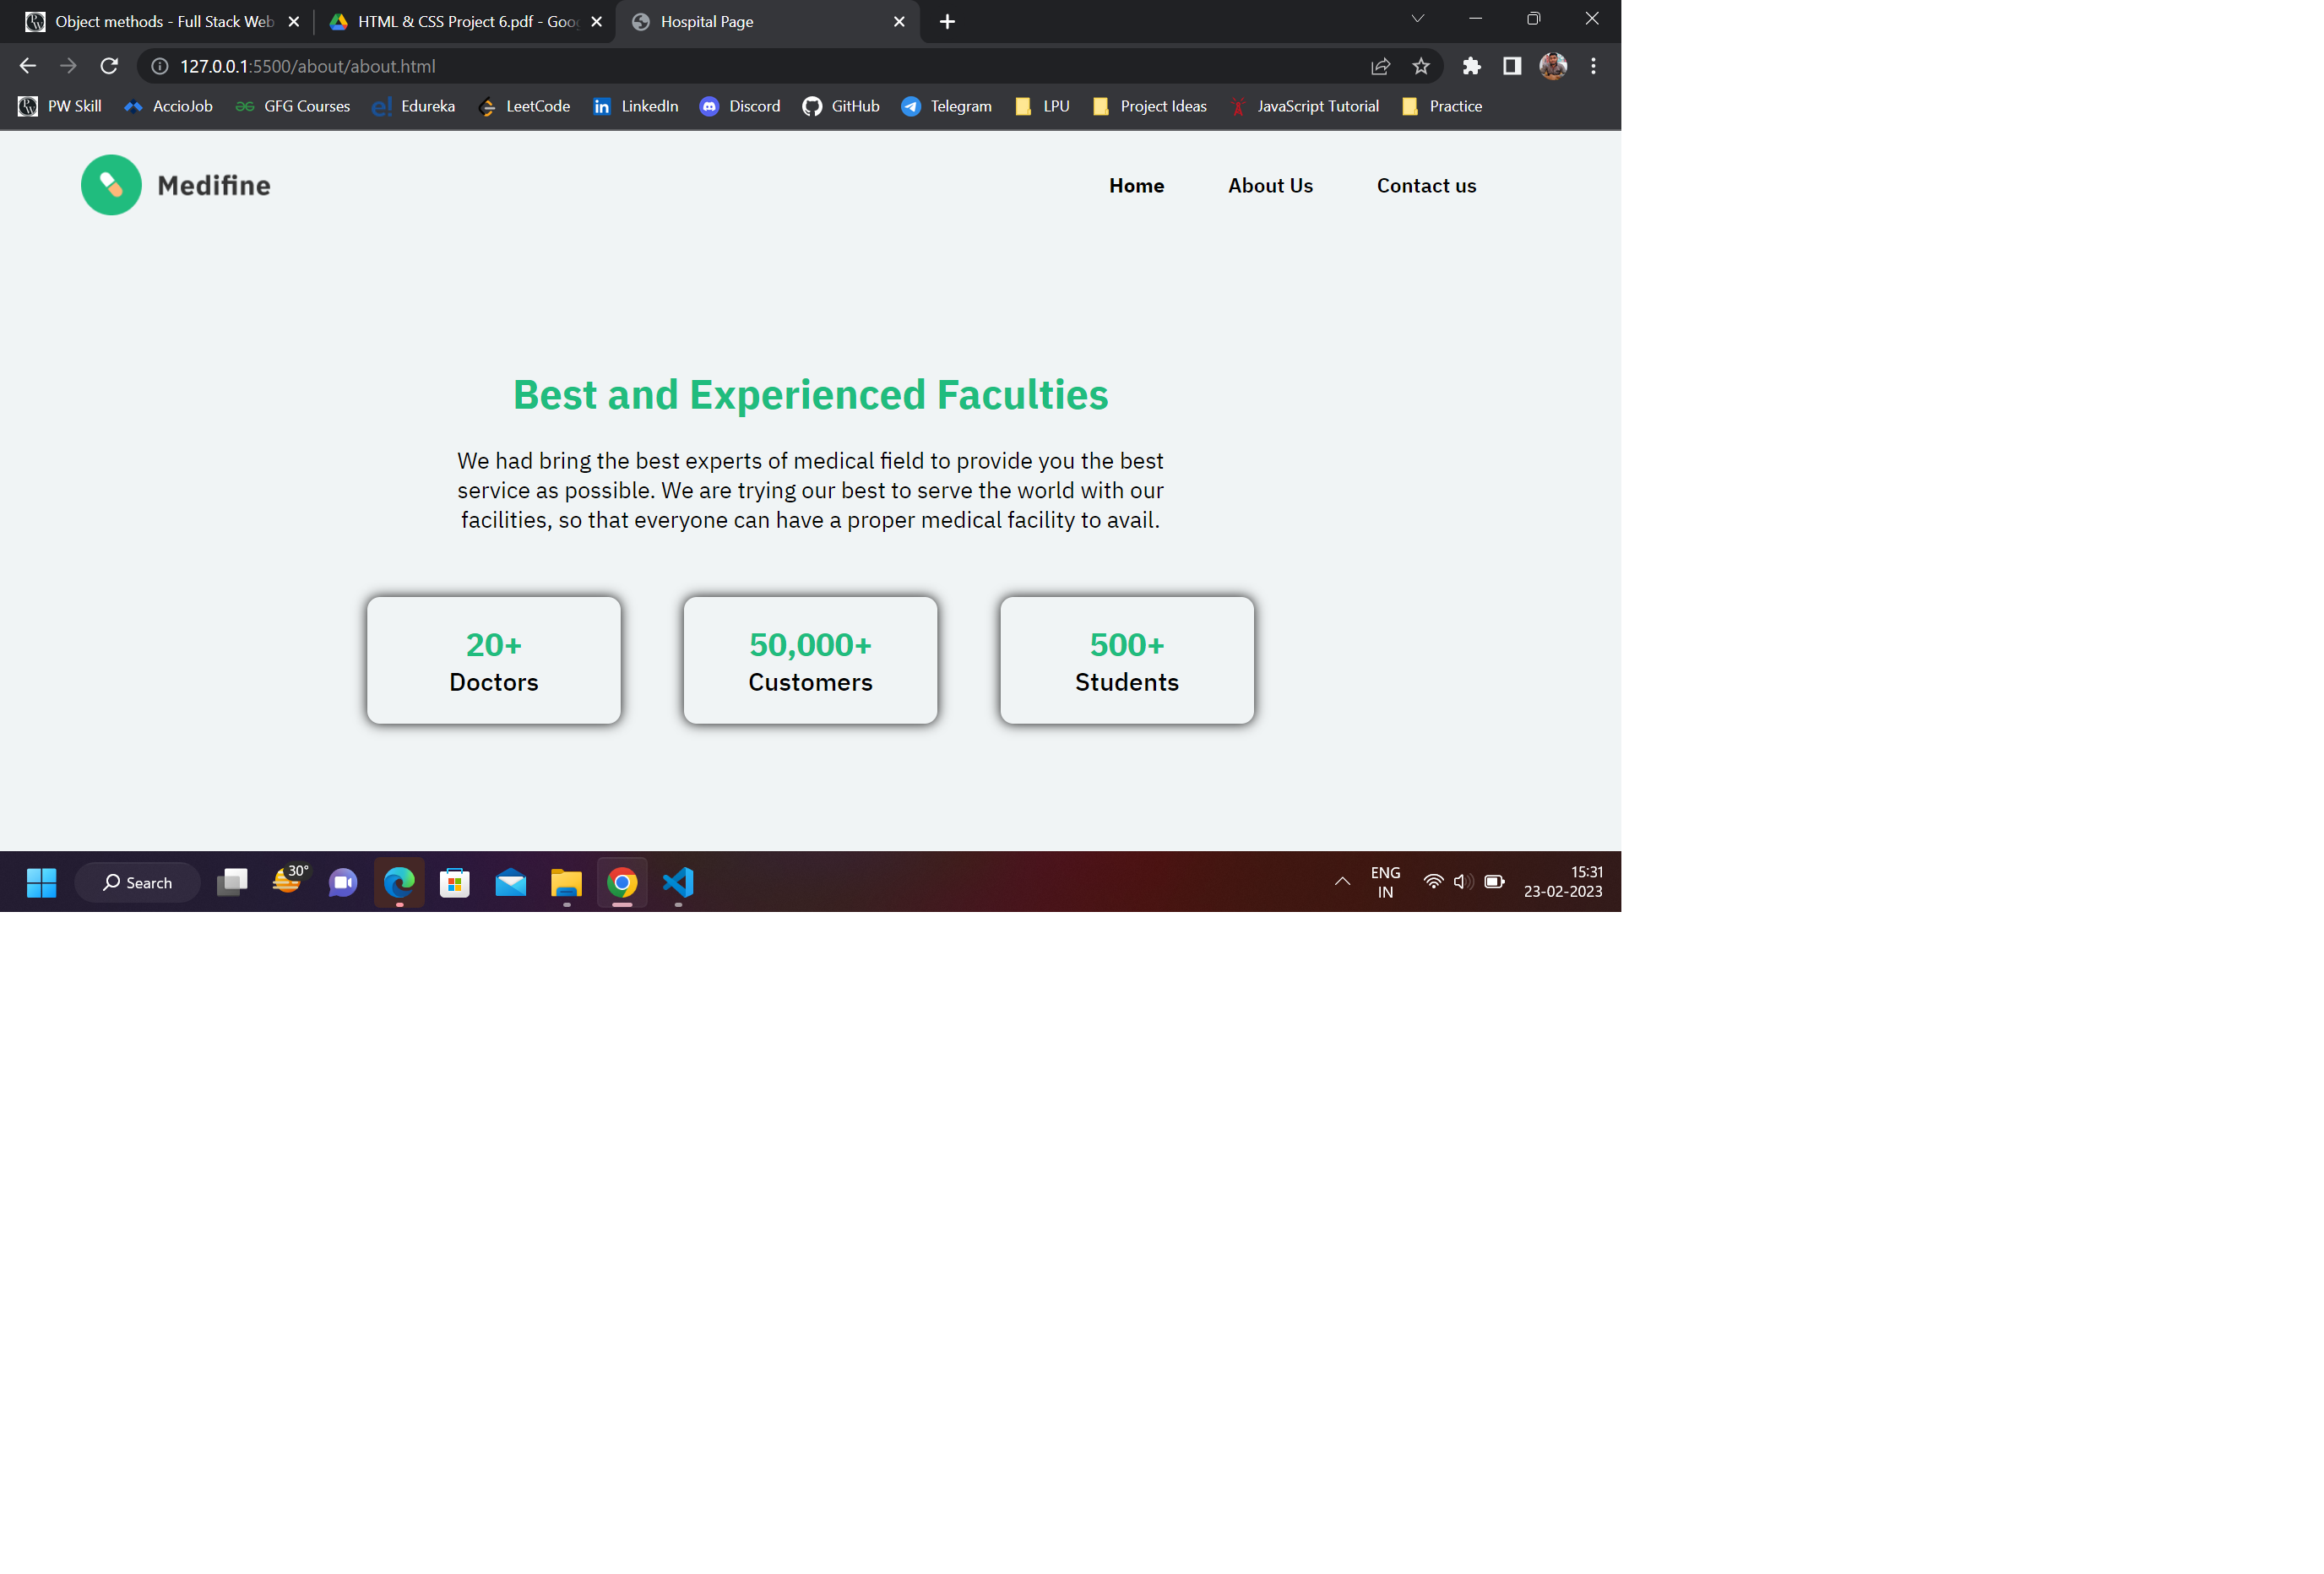 Object methods - Full Stack Web
HTML & CSS Project 6.pdf - Goo
Hospital Page
127.0.0.1:5500/about/about.html
PW Skill
AccioJob
GFG Courses
Edureka
LeetCode
LinkedIn
Discord
GitHub
Telegram
LPU
Project Ideas
JavaScript Tutorial
Practice
Medifine
Home
About Us
Contact us
Best and Experienced Faculties
We had bring the best experts of medical field to provide you the best
service as possible. We are trying our best to serve the world with our
facilities, so that everyone can have a proper medical facility to avail.
20+
Doctors
50,000+
Customers
500+
Students
Search
30°
ENG
IN
15:31
23-02-2023